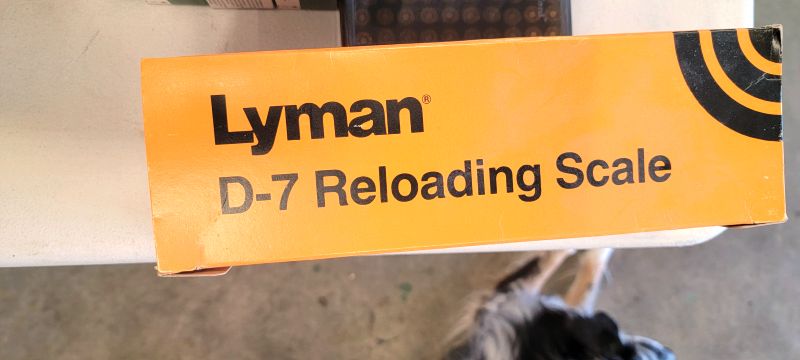 Lyman®
D-7 Reloading Scale